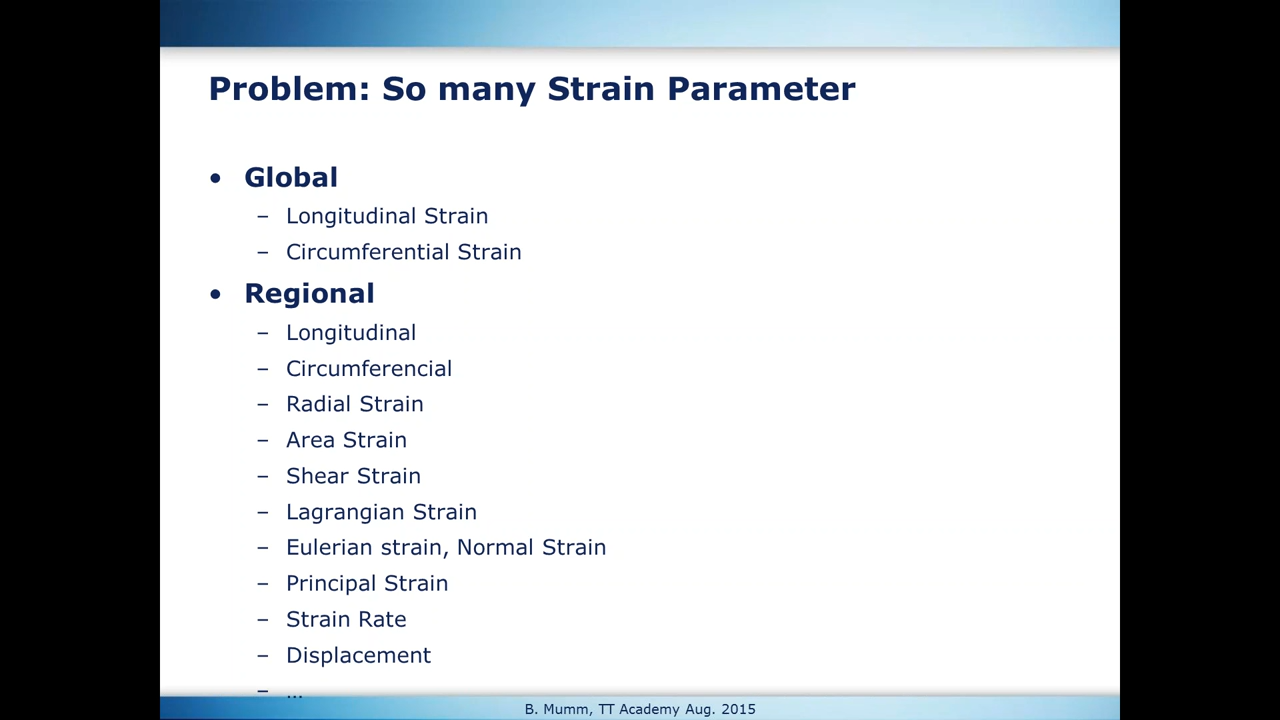 Problem: So many Strain Parameter
• Global
– Longitudinal Strain
– Circumferential Strain
• Regional
– Longitudinal
– Circumferencial
– Radial Strain
– Area Strain
– Shear Strain
– Lagrangian Strain
– Eulerian strain, Normal Strain
– Principal Strain
– Strain Rate
– Displacement
– ...
B. Mumm, TT Academy Aug. 2015